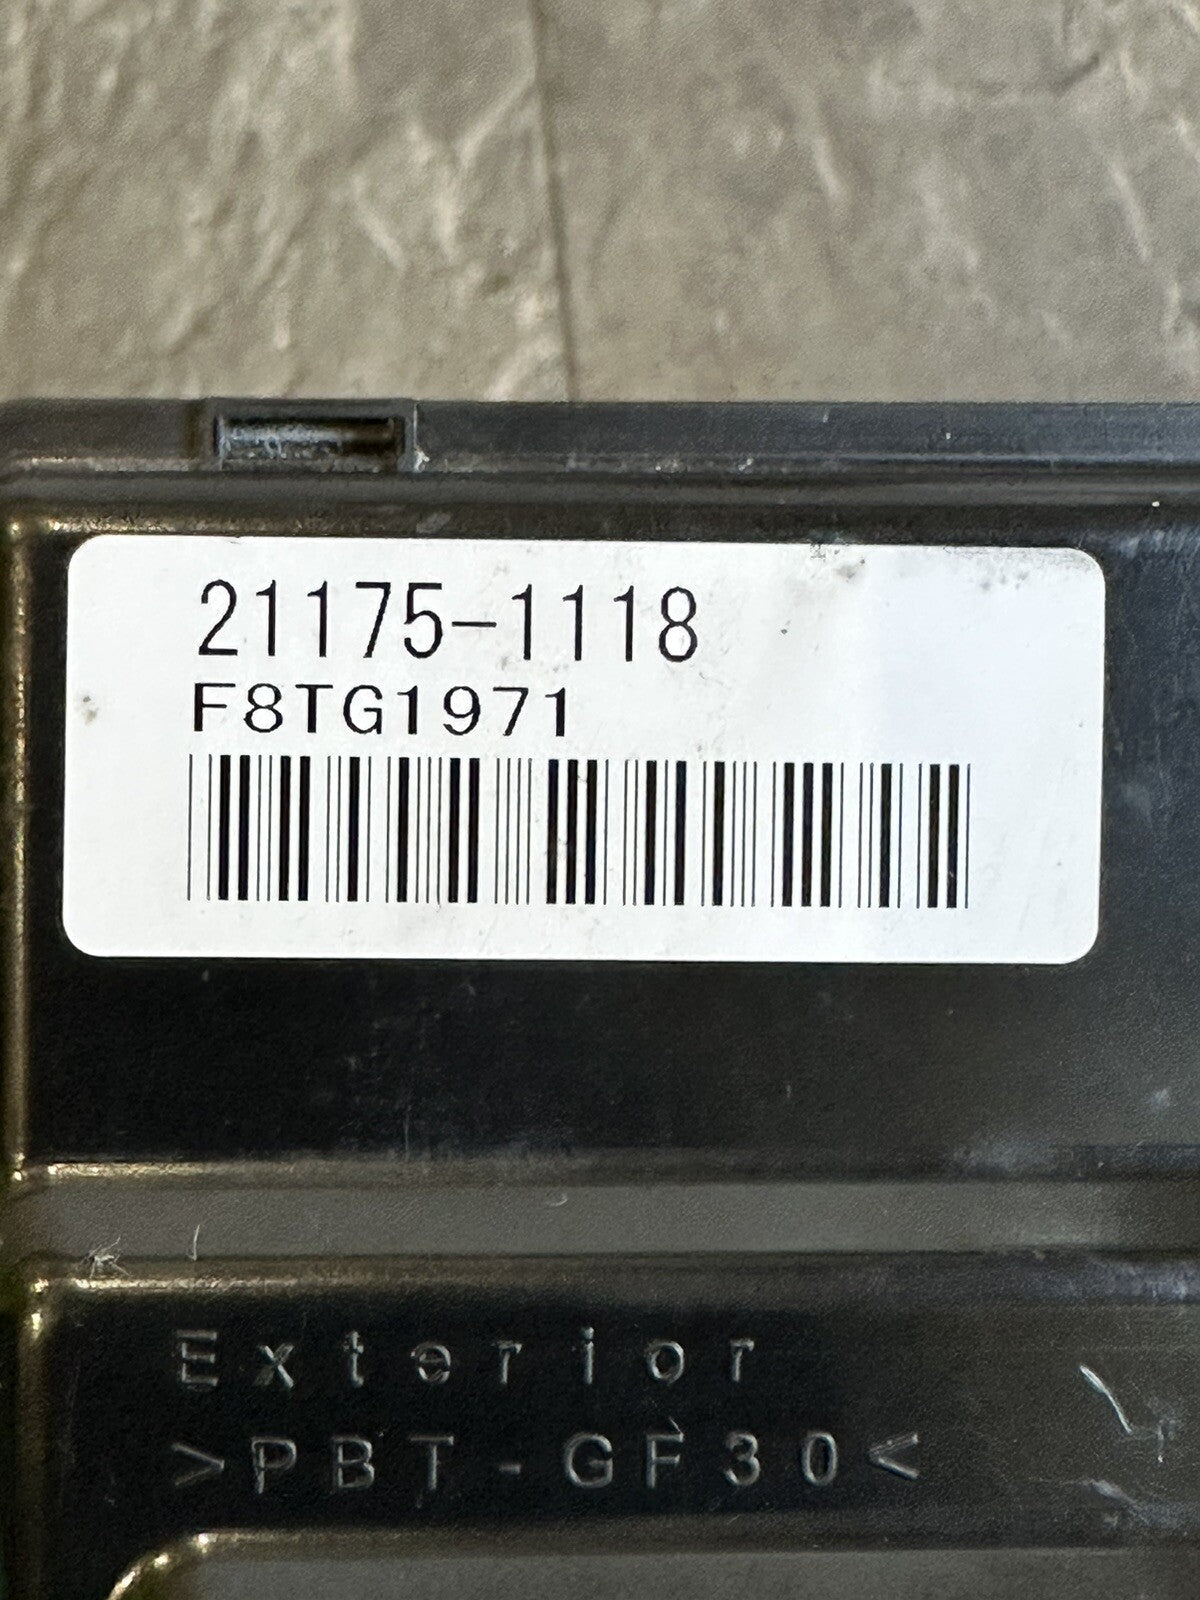 21175-1118
F8TG1971
Exterior
>PBT-GF30<